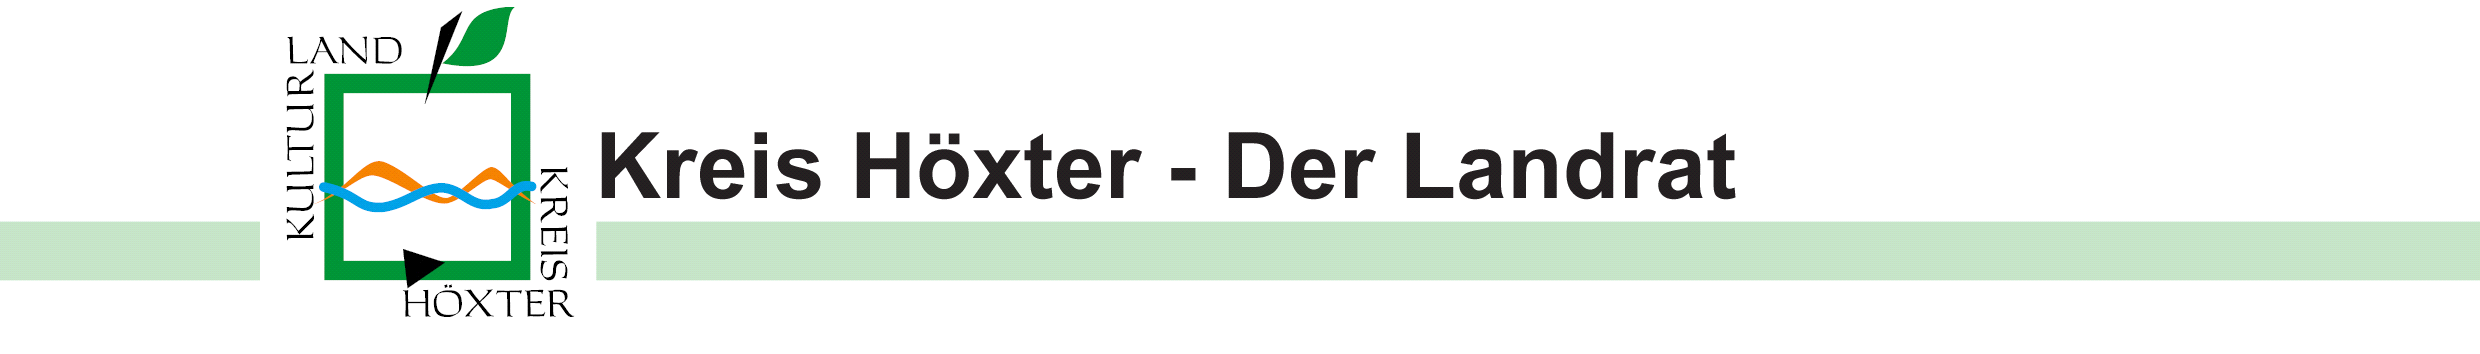 KULTUR
LAND
KREIS
HÖXTER
Kreis Höxter - Der Landrat